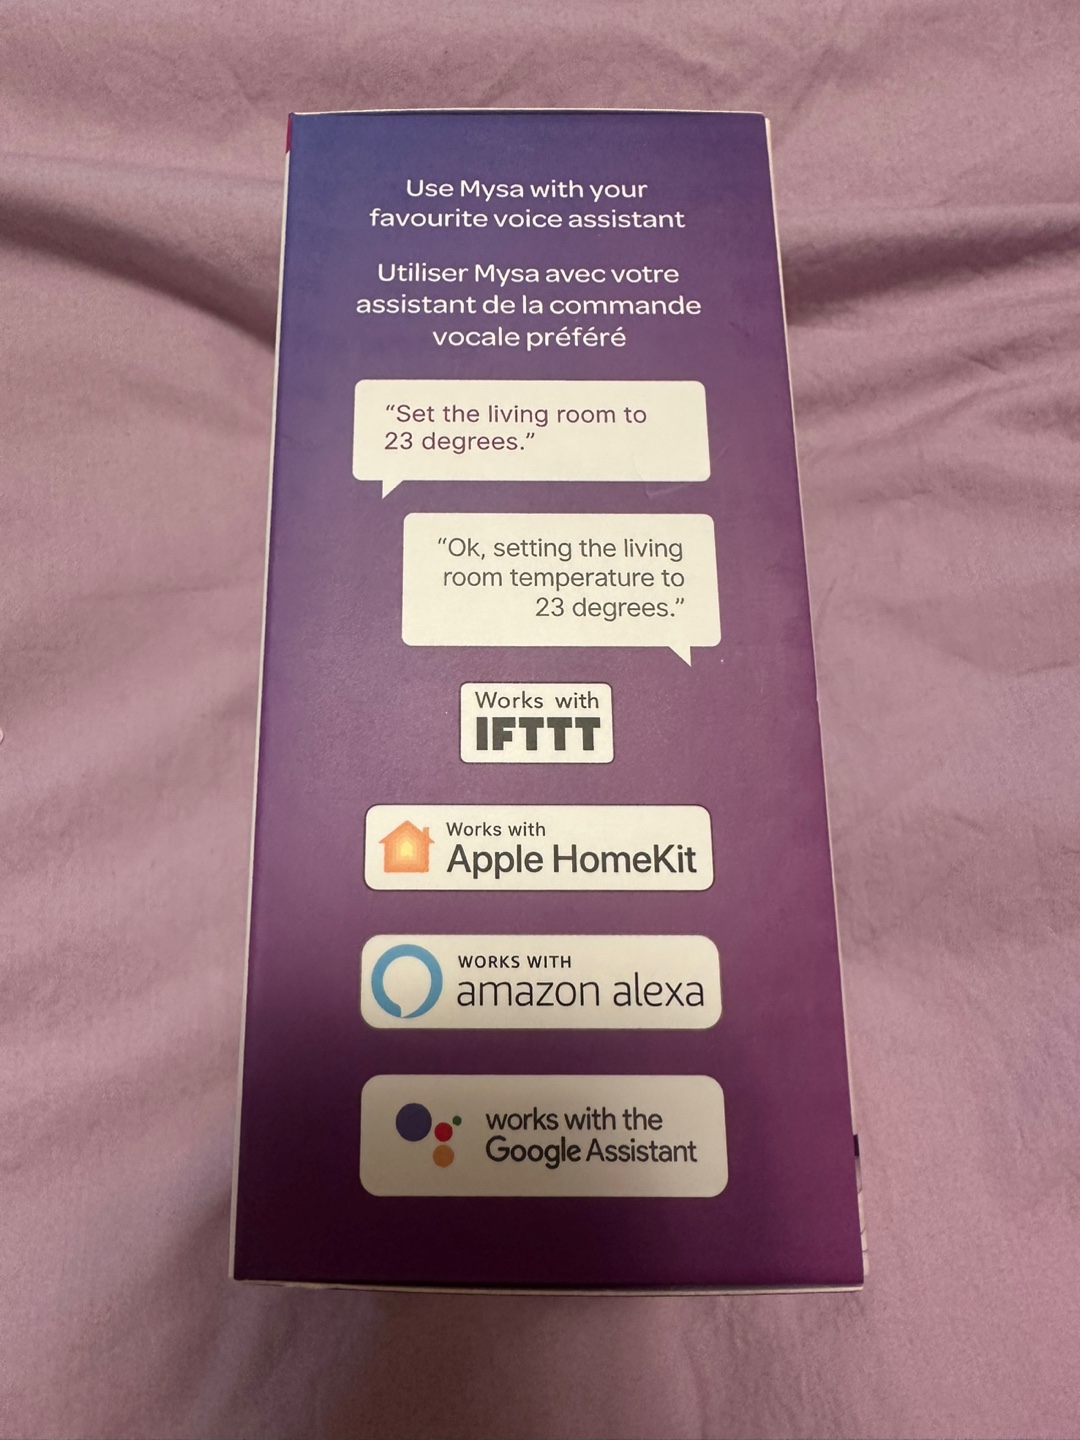 Use Mysa with your
favourite voice assistant
Utiliser Mysa avec votre
assistant de la commande
vocale préféré
“Set the living room to
23 degrees.”
“Ok, setting the living
room temperature to
23 degrees.”
Works with
IFTTT
Works with
Apple HomeKit
WORKS WITH
amazon alexa
works with the
Google Assistant